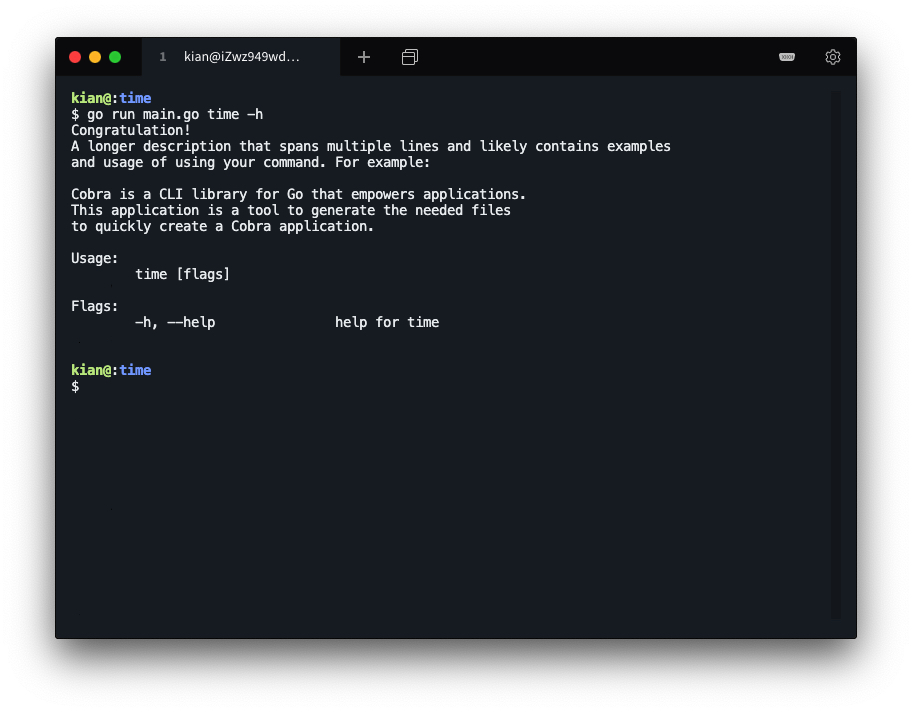 1 kian@iZwz949wd...
kian@:time
$ go run main.go time -h
Congratulation!
A longer description that spans multiple lines and likely contains examples
and usage of using your command. For example:
Cobra is a CLI library for Go that empowers applications.
This application is a tool to generate the needed files
to quickly create a Cobra application.
Usage:
time [flags]
Flags:
-h, --help help for time
kian@:time
$